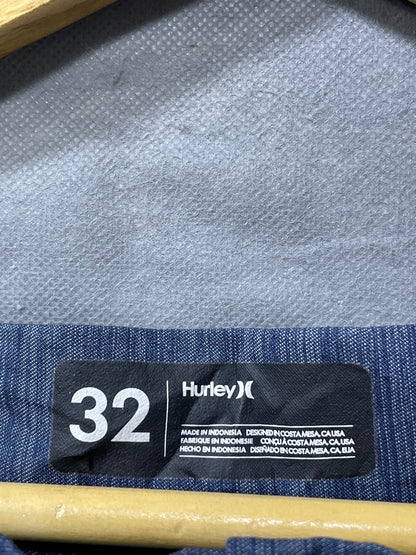 32
Hurley
MADE IN INDONESIA DESIGNED IN COSTA MESA, CA, USA
FABRIQUE EN INDONESIE CONÇU À COSTA MESA, CA, USA
HECHO EN INDONESIA DISEÑADO EN COSTA MESA, CA, EUA